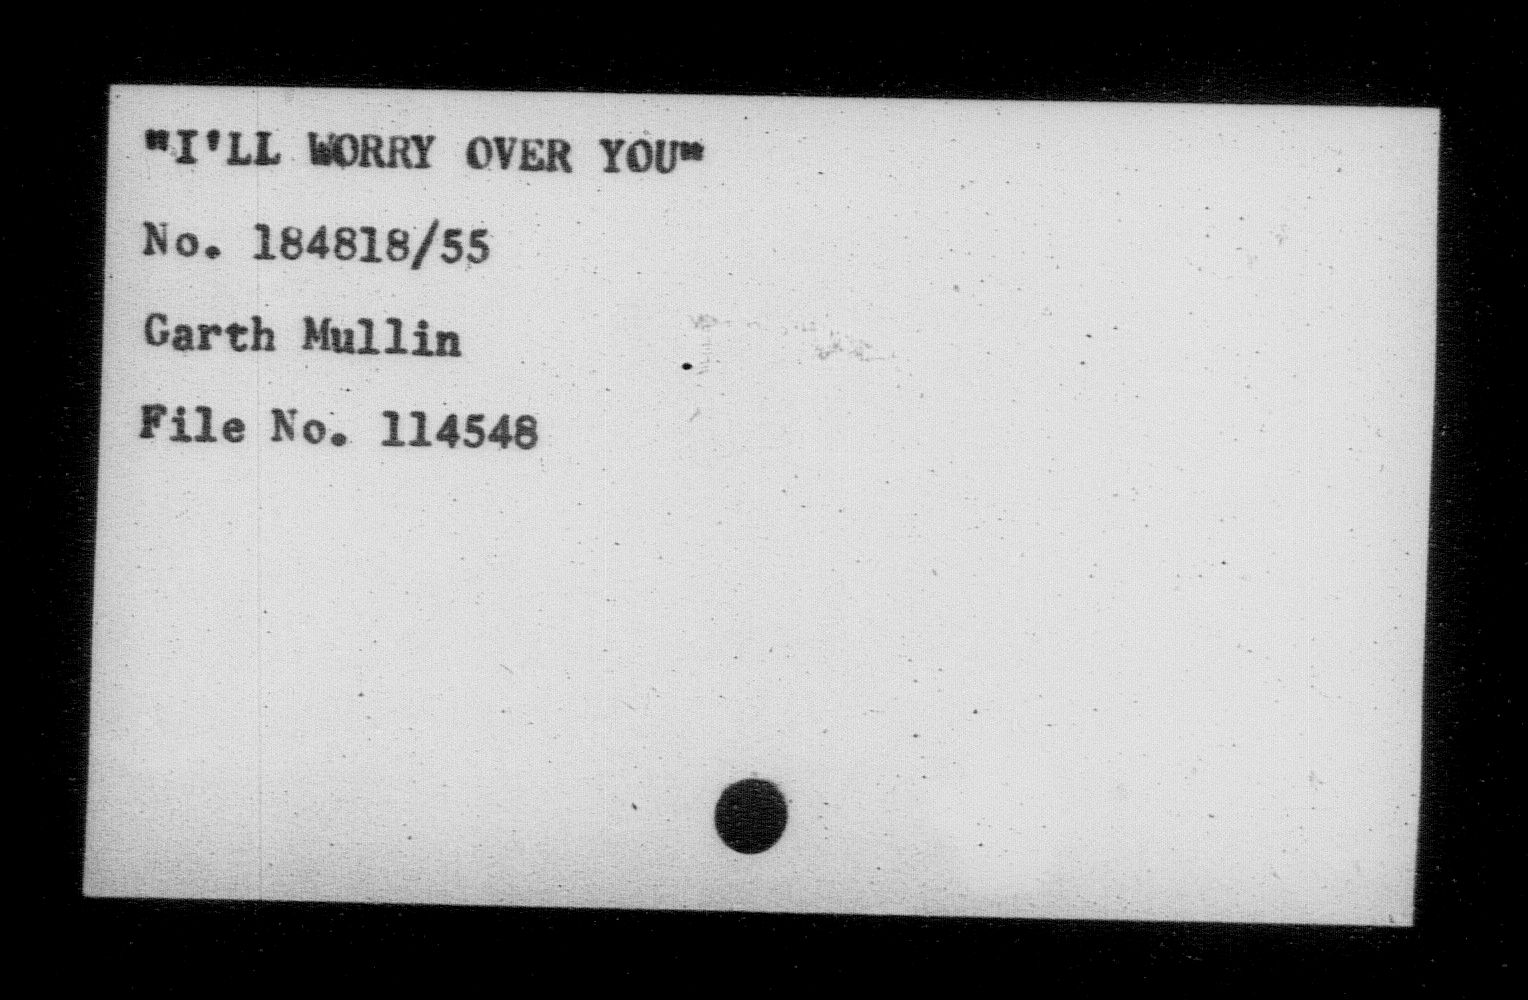 "I'LL WORRY OVER YOU"
No. 184818/55
Garth Mullin
File No. 114548